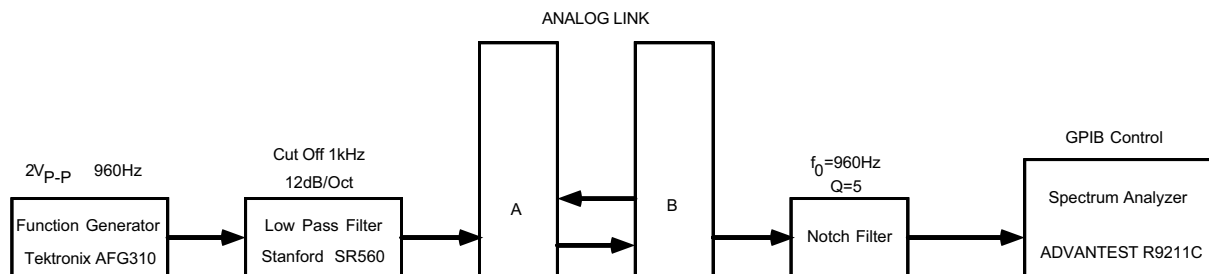 ANALOG LINK
2VP-P 960Hz
Function Generator
Tektronix AFG310
Cut Off 1kHz
12dB/Oct
Low Pass Filter
Stanford SR560
A
B
f0=960Hz
Q=5
Notch Filter
GPIB Control
Spectrum Analyzer
ADVANTEST R9211C